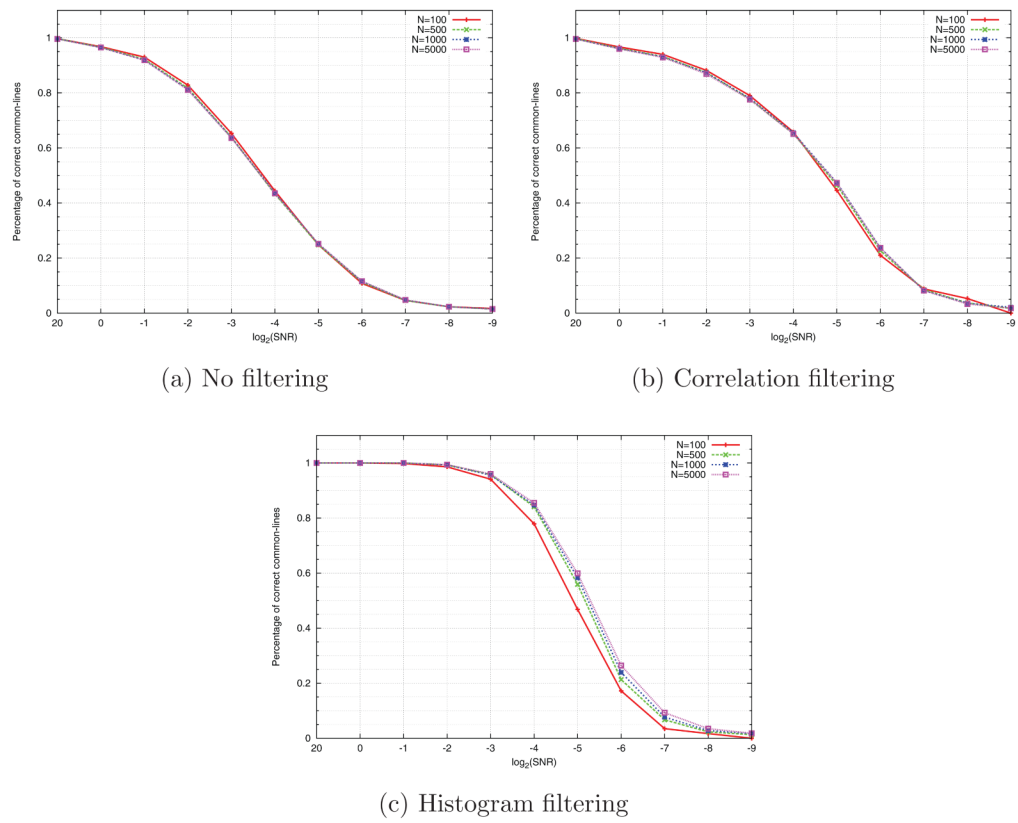 N=100
N=500
N=1000
N=5000
1
0.8
0.6
0.4
0.2
0
Percentage of correct common-lines
20 0 -1 -2 -3 -4 -5 -6 -7 -8 -9
log2(SNR)
(a) No filtering
N=100
N=500
N=1000
N=5000
1
0.8
0.6
0.4
0.2
0
Percentage of correct common-lines
20 0 -1 -2 -3 -4 -5 -6 -7 -8 -9
log2(SNR)
(b) Correlation filtering
N=100
N=500
N=1000
N=5000
1
0.8
0.6
0.4
0.2
0
Percentage of correct common-lines
20 0 -1 -2 -3 -4 -5 -6 -7 -8 -9
log2(SNR)
(c) Histogram filtering